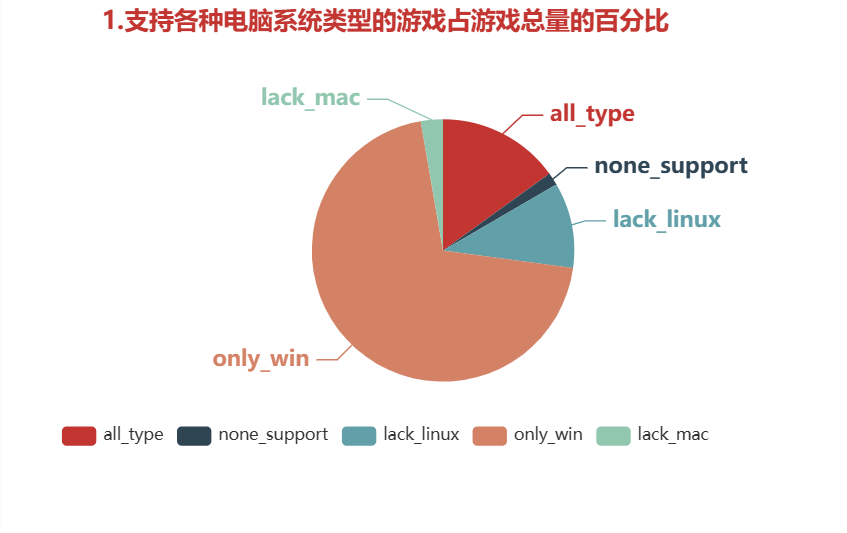 1.支持各种电脑系统类型的游戏占游戏总量的百分比
lack_mac
all_type
none_support
lack_linux
only_win
all_type none_support lack_linux only_win lack_mac